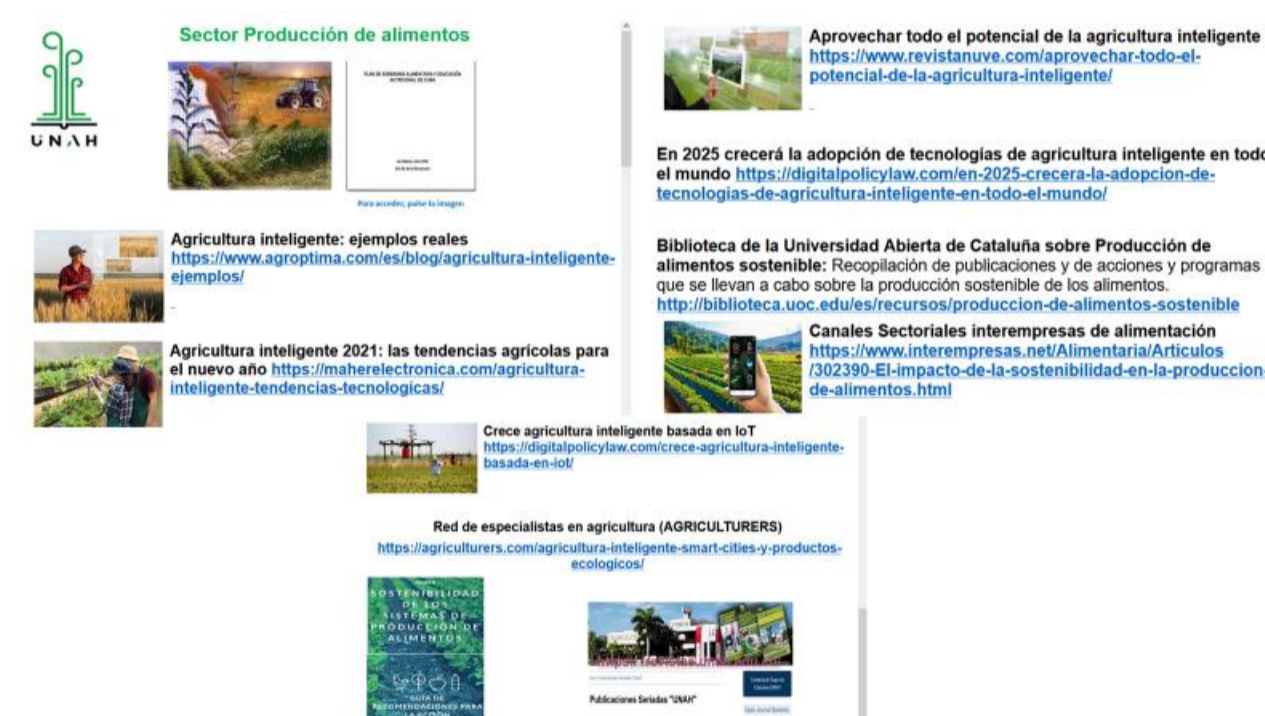 UNAH
Sector Producción de alimentos
PLAN DE SOBERANÍA ALIMENTARIA Y EDUCACIÓN
NUTRICIONAL DE CUBA
Para acceder, pulse la imagen
Agricultura inteligente: ejemplos reales
https://www.agroptima.com/es/blog/agricultura-inteligente-
ejemplos/
Agricultura inteligente 2021: las tendencias agrícolas para
el nuevo año https://maherelectronica.com/agricultura-
inteligente-tendencias-tecnologicas/
Aprovechar todo el potencial de la agricultura inteligente
https://www.revistanuve.com/aprovechar-todo-el-
potencial-de-la-agricultura-inteligente/
En 2025 crecerá la adopción de tecnologías de agricultura inteligente en todo
el mundo https://digitalpolicylaw.com/en-2025-crecera-la-adopcion-de-
tecnologias-de-agricultura-inteligente-en-todo-el-mundo/
Biblioteca de la Universidad Abierta de Cataluña sobre Producción de
alimentos sostenible: Recopilación de publicaciones y de acciones y programas
que se llevan a cabo sobre la producción sostenible de los alimentos.
http://biblioteca.uoc.edu/es/recursos/produccion-de-alimentos-sostenible
Canales Sectoriales interempresas de alimentación
https://www.interempresas.net/Alimentaria/Articulos
/302390-El-impacto-de-la-sostenibilidad-en-la-produccion-
de-alimentos.html
Crece agricultura inteligente basada en IoT
https://digitalpolicylaw.com/crece-agricultura-inteligente-
basada-en-iot/
Red de especialistas en agricultura (AGRICULTURERS)
https://agriculturers.com/agricultura-inteligente-smart-cities-y-productos-
ecologicos/
SOSTENIBILIDAD
DE LOS
SISTEMAS DE
PRODUCCIÓN DE
ALIMENTOS
GUÍA DE
RECOMENDACIONES PARA
LA ACCIÓN
Publicaciones Seriadas "UNAH"